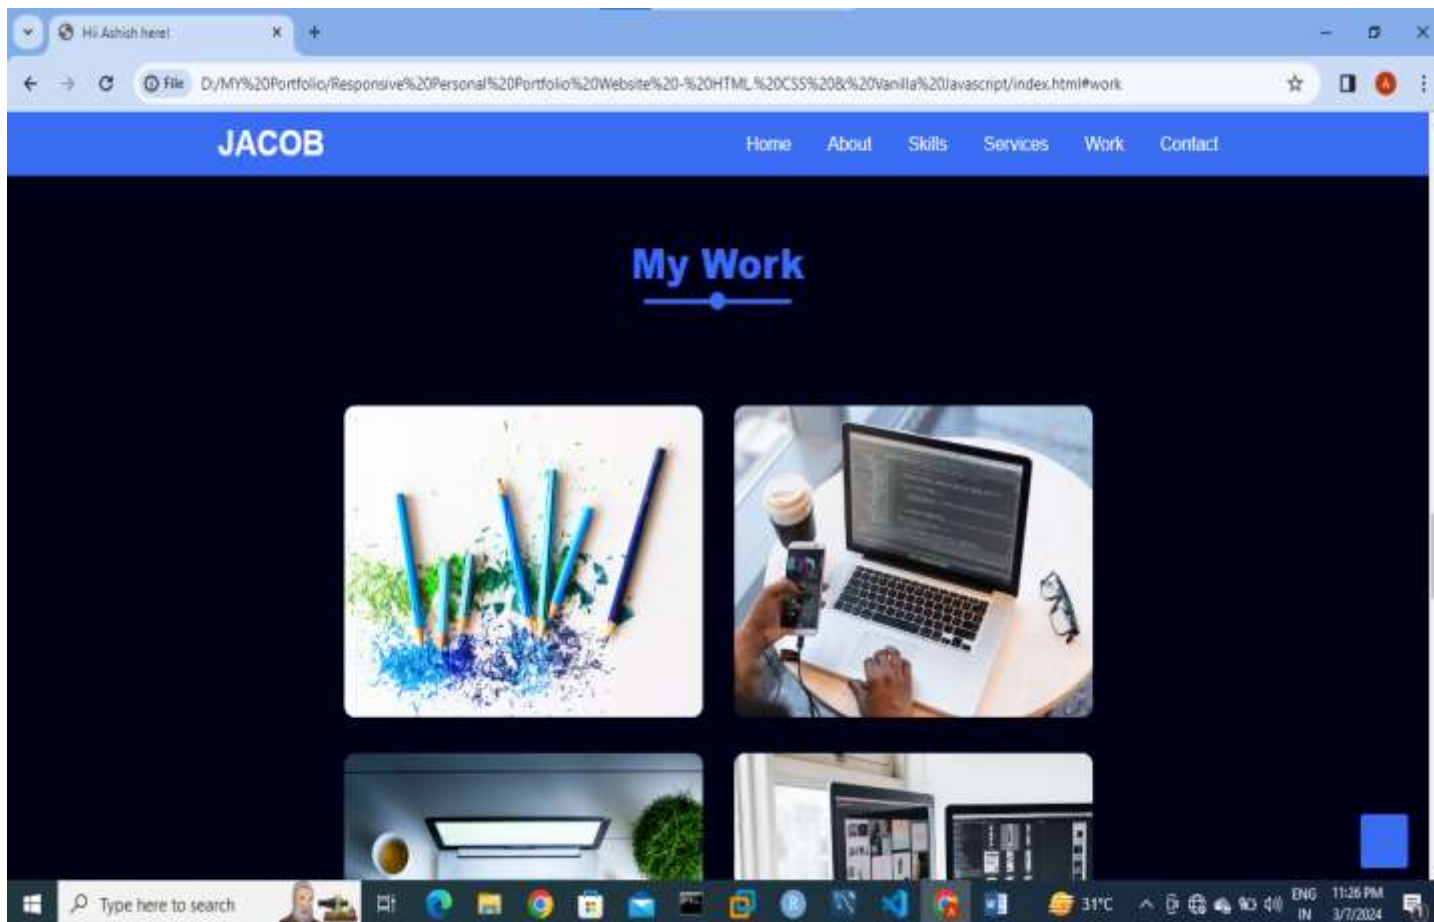 Hii Ashish here!
File D:/MY%20Portfolio/Responsive%20Personal%20Portfolio%20Website%20-%20HTML,%20CSS%20&%20Vanilla%20Javascript/index.html#work
JACOB Home About Skills Services Work Contact
My Work
Type here to search 31°C ENG 11:26 PM
IN 3/7/2024